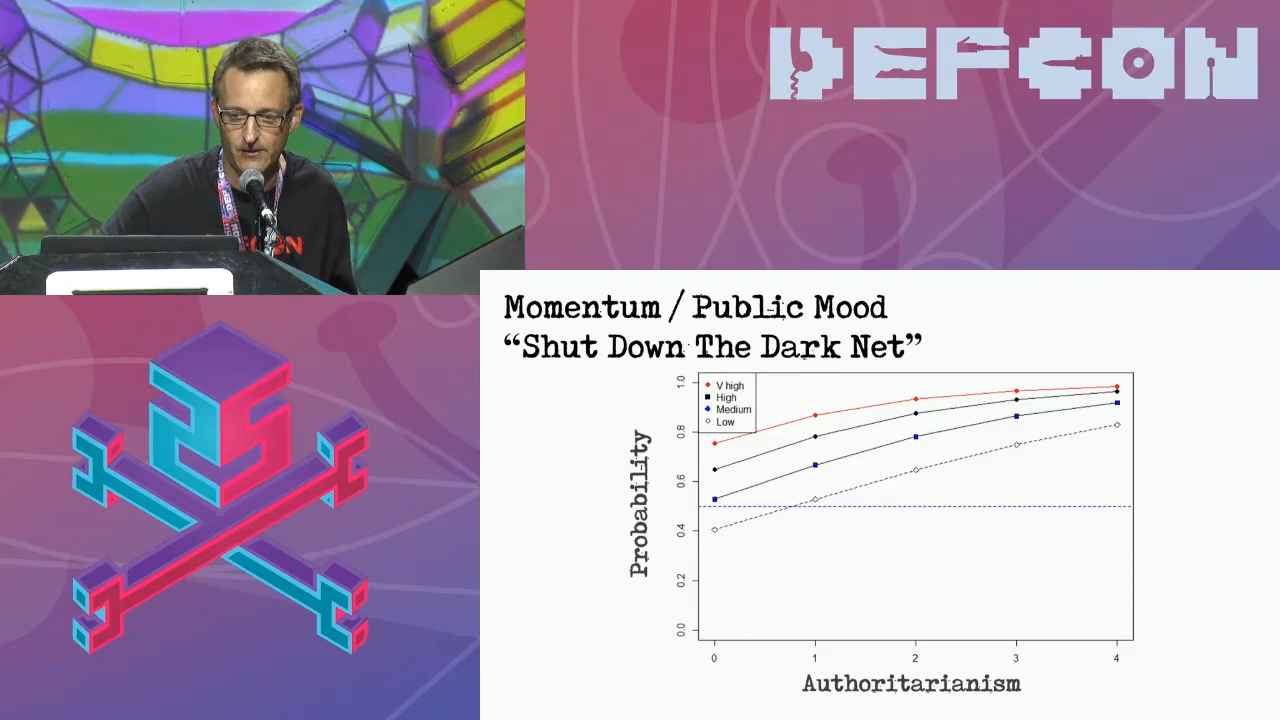 DEFCON
DEFCON
Momentum / Public Mood
“Shut Down The Dark Net”
V high
High
Medium
Low
Probability
1.0
0.8
0.6
0.4
0.2
0.0
0
1
2
3
4
Authoritarianism